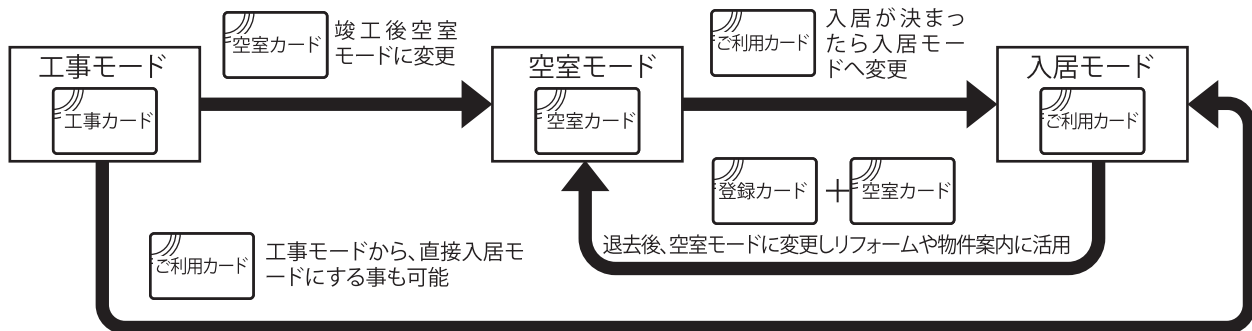 空室カード
竣工後空室
モードに変更
ご利用カード
入居が決まっ
たら入居モー
ドへ変更
工事モード
工事カード
空室モード
空室カード
入居モード
ご利用カード
登録カード
+
空室カード
退去後、空室モードに変更しリフォームや物件案内に活用
ご利用カード
工事モードから、直接入居モ
ードにする事も可能